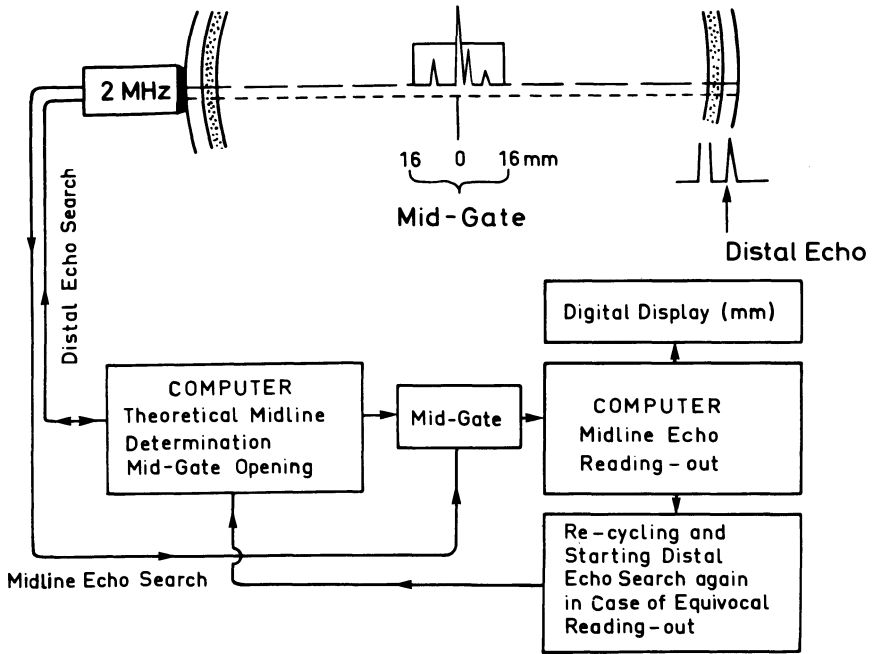 2 MHz
16 0 16 mm
Mid-Gate
Distal Echo
Distal Echo Search
Digital Display (mm)
COMPUTER
Theoretical Midline
Determination
Mid-Gate Opening
Mid-Gate
COMPUTER
Midline Echo
Reading-out
Midline Echo Search
Re-cycling and
Starting Distal
Echo Search again
in Case of Equivocal
Reading-out